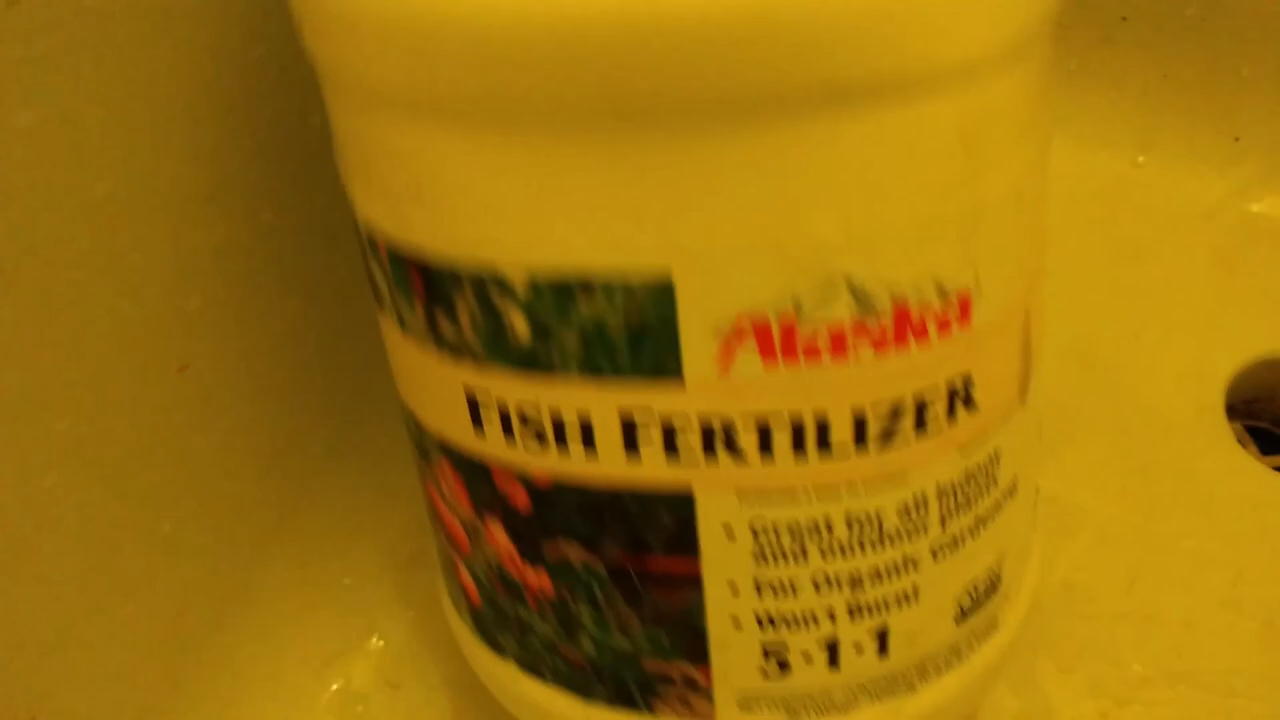 Alaska
FISH FERTILIZER
Great for all indoor
and outdoor plants
For Organic Gardening
Won't Burn!
5-1-1